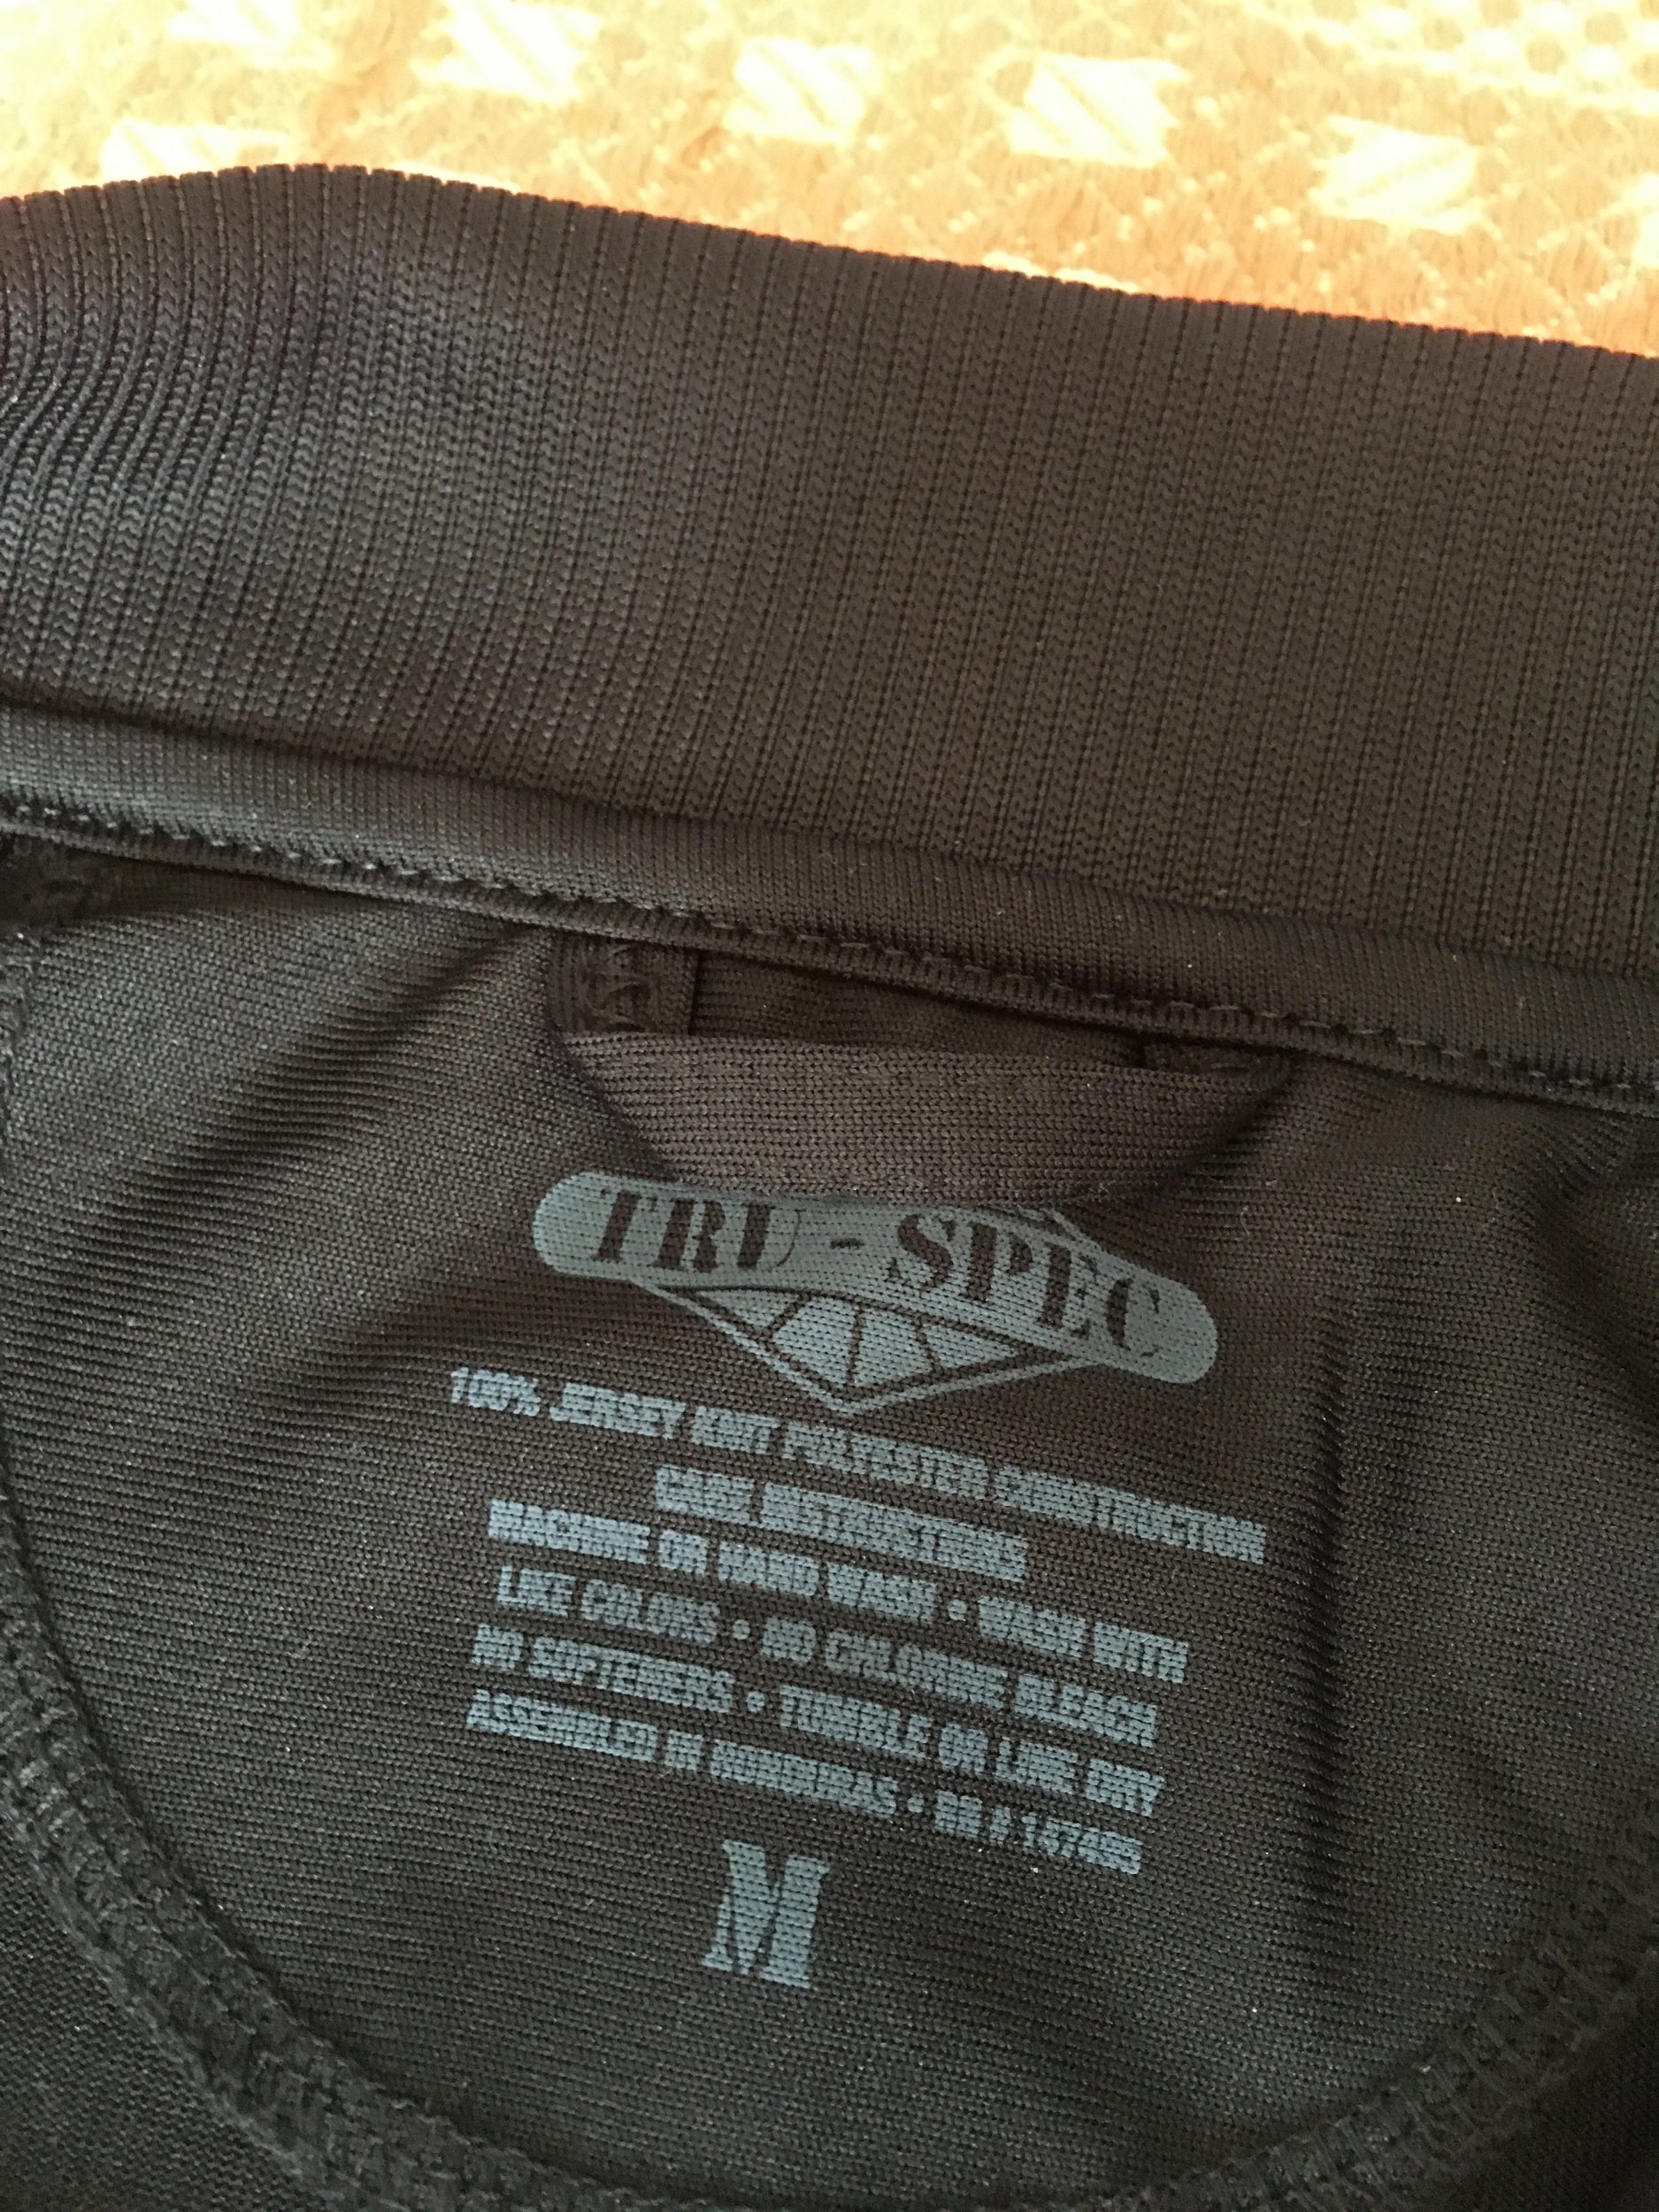 TRU-SPEC
100% JERSEY KNIT POLYESTER CONSTRUCTION
CARE INSTRUCTIONS
MACHINE OR HAND WASH • WASH WITH
LIKE COLORS • NO CHLORINE BLEACH
NO SOFTENERS • TUMBLE OR LINE DRY
ASSEMBLED IN HONDURAS • RN # 147495
M